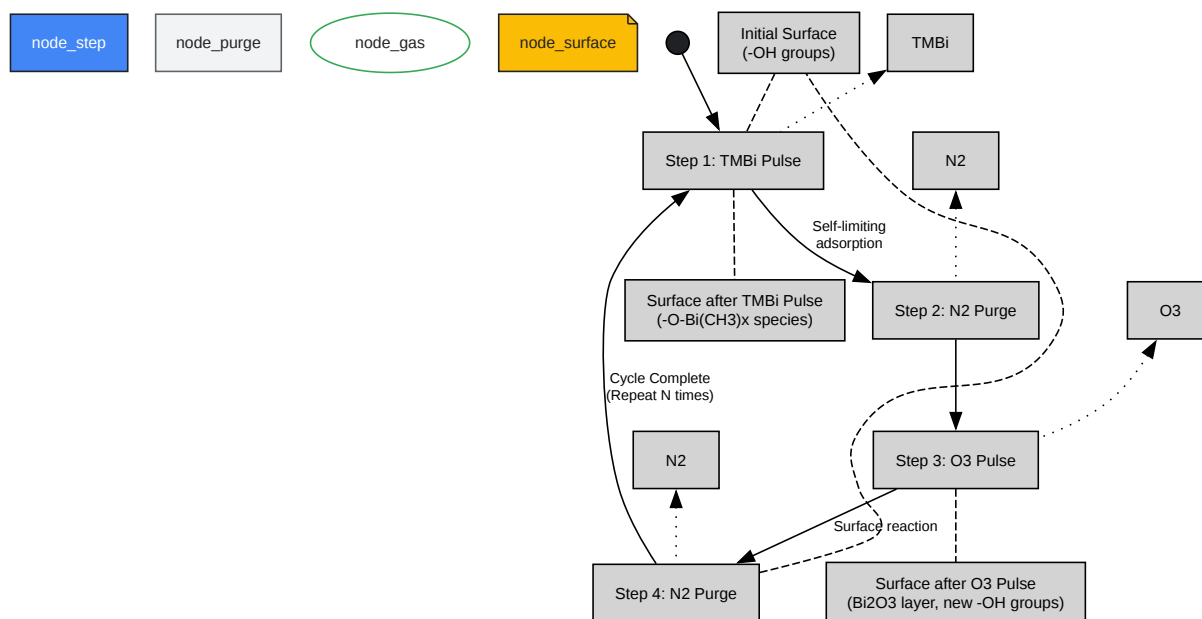 node_step
node_purge
node_gas
node_surface
Initial Surface
(-OH groups)
TMBi
Step 1: TMBi Pulse
N2
Self-limiting
adsorption
Surface after TMBi Pulse
(-O-Bi(CH3)x species)
Step 2: N2 Purge
O3
Cycle Complete
(Repeat N times)
N2
Step 3: O3 Pulse
Surface reaction
Step 4: N2 Purge
Surface after O3 Pulse
(Bi2O3 layer, new -OH groups)